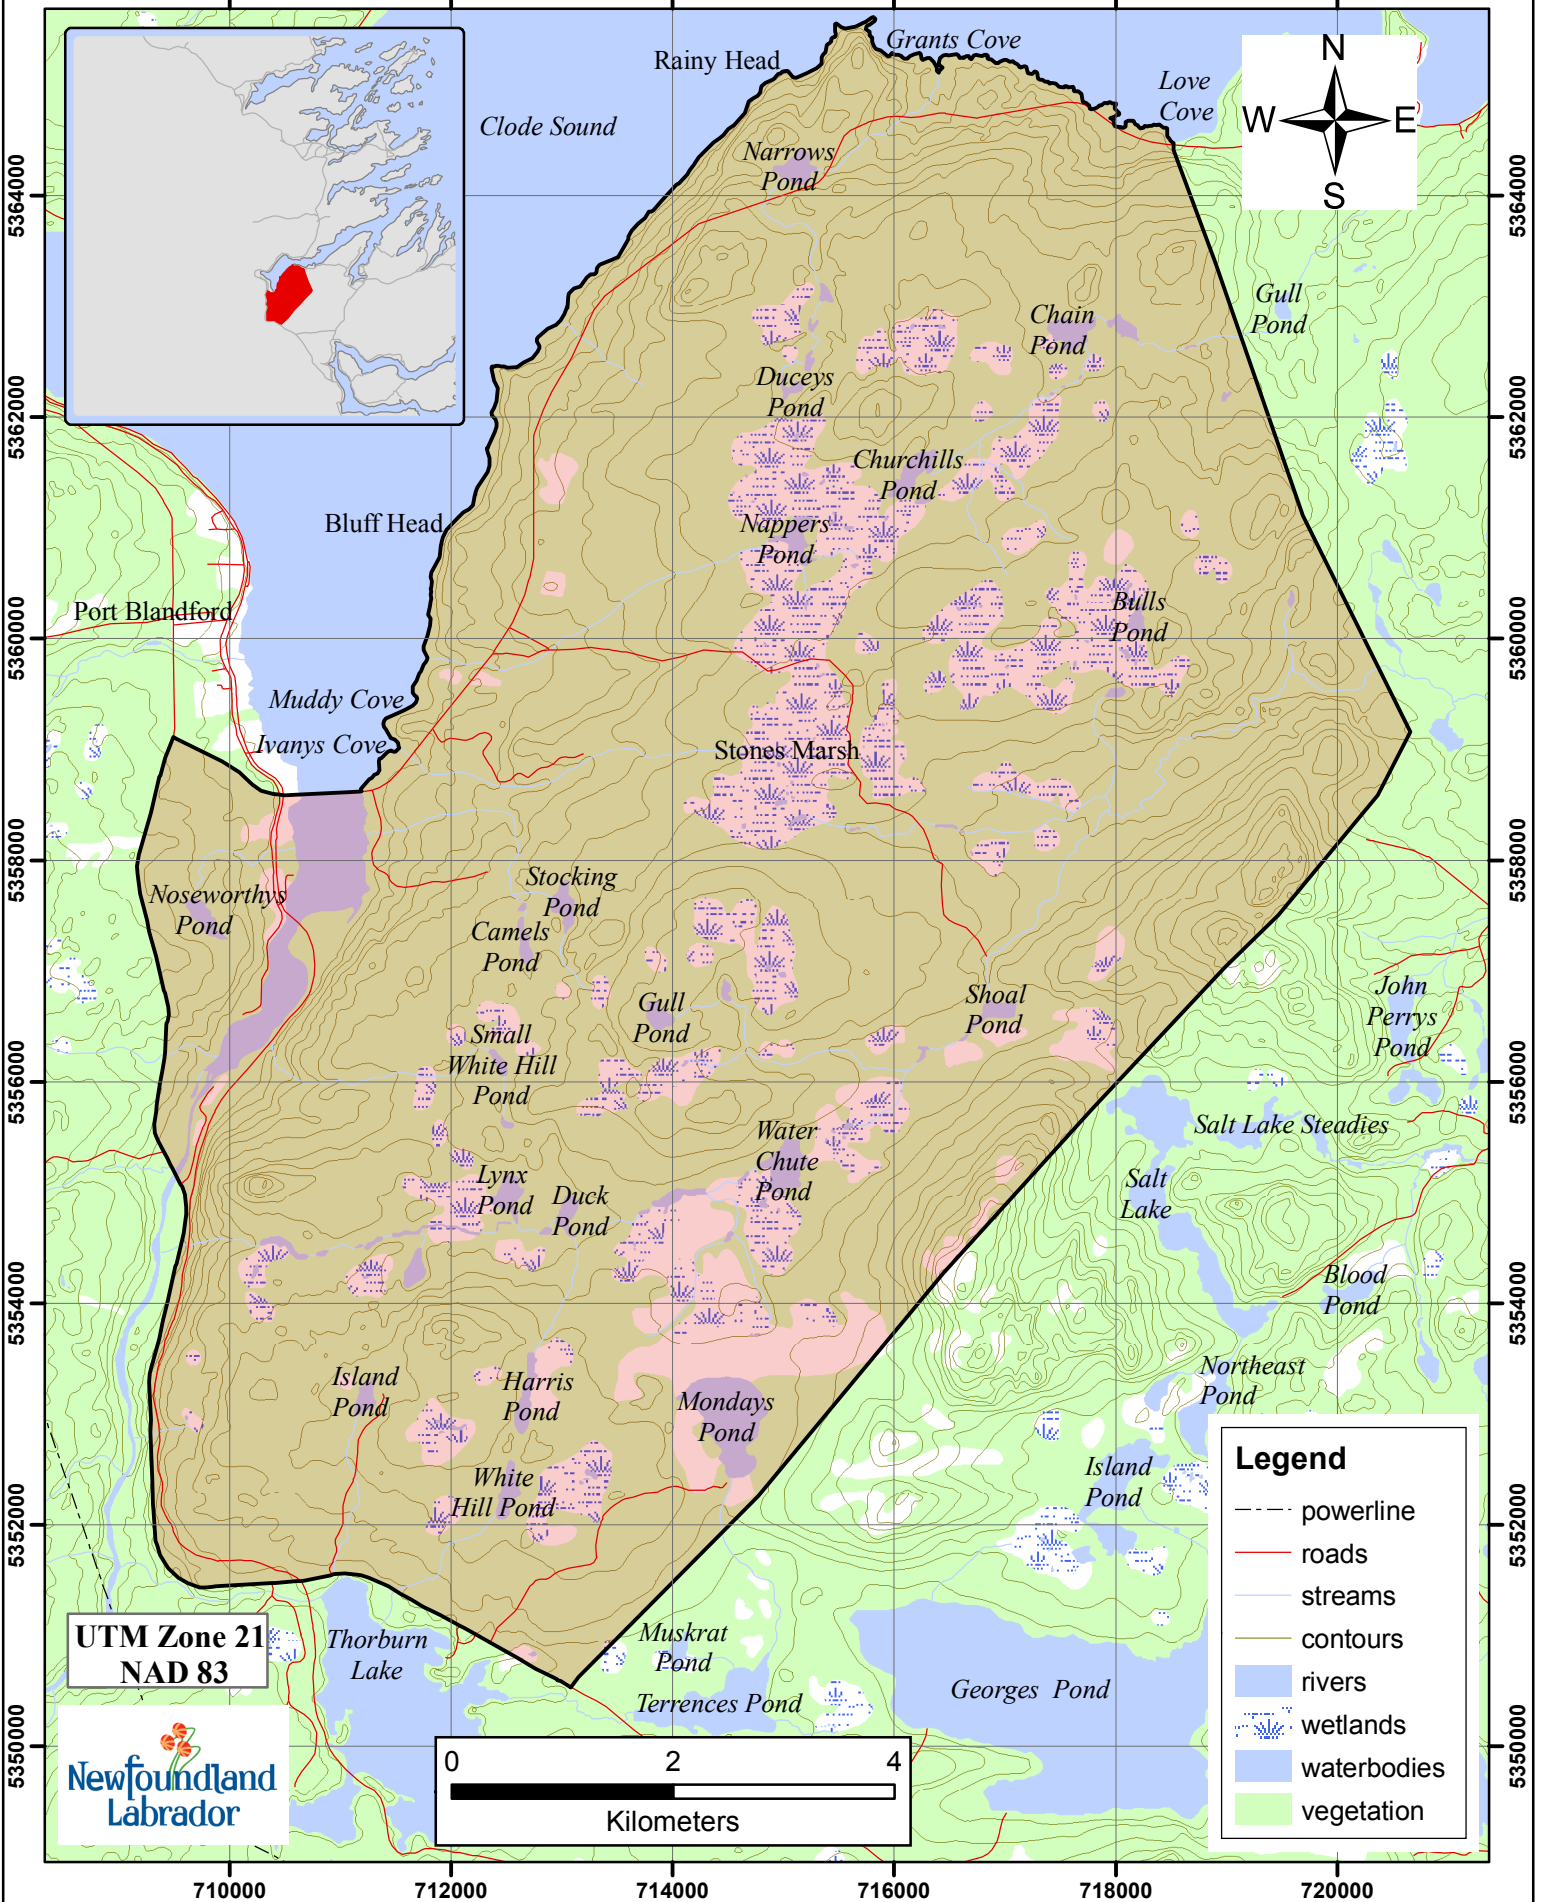 Rainy Head
Grants Cove
Love
Cove
Clode Sound
N
W
E
S
Narrows
Pond
Gull
Pond
Chain
Pond
Duceys
Pond
Churchills
Pond
Nappers
Pond
Bluff Head
Port Blandford
Bulls
Pond
Muddy Cove
Ivanys Cove
Stones Marsh
Noseworthys
Pond
Stocking
Pond
Camels
Pond
Gull
Pond
Shoal
Pond
John
Perrys
Pond
Small
White Hill
Pond
Water
Chute
Pond
Salt Lake Steadies
Salt
Lake
Lynx
Pond
Duck
Pond
Blood
Pond
Northeast
Pond
Island
Pond
Harris
Pond
Mondays
Pond
White
Hill Pond
Island
Pond
Thorburn
Lake
Muskrat
Pond
Terrences Pond
Georges Pond
Legend
powerline
roads
streams
contours
rivers
wetlands
waterbodies
vegetation
UTM Zone 21
NAD 83
Newfoundland
Labrador
0 2 4
Kilometers
5364000
5362000
5360000
5358000
5356000
5354000
5352000
5350000
5364000
5362000
5360000
5358000
5356000
5354000
5352000
5350000
710000 712000 714000 716000 718000 720000